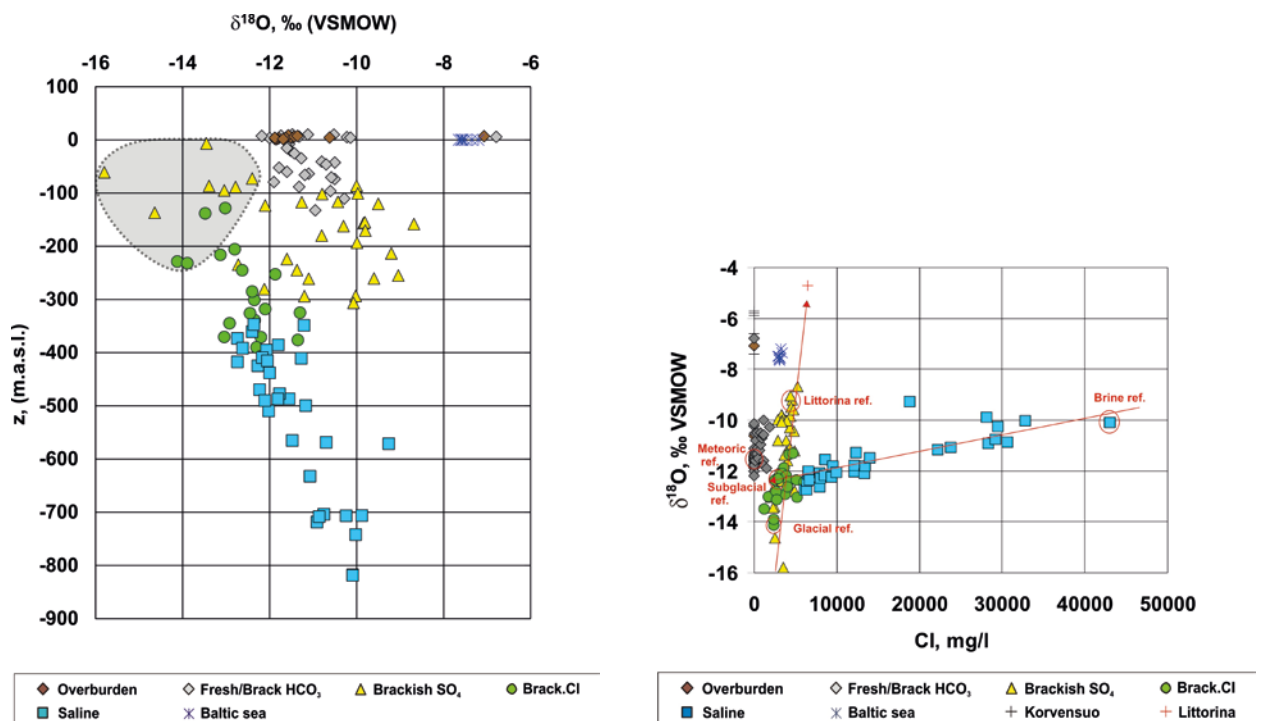 δ¹⁸O, ‰ (VSMOW)
-16 -14 -12 -10 -8 -6
100
0
-100
-200
-300
-400
-500
-600
-700
-800
-900
z, (m.a.s.l.)
Overburden Fresh/Brack HCO₃ Brackish SO₄ Brack.Cl
Saline Baltic sea
-4
-6
-8
-10
-12
-14
-16
δ¹⁸O, ‰ VSMOW
Littorina ref.
Brine ref.
Meteoric
ref.
Subglacial
ref.
Glacial ref.
0 10000 20000 30000 40000 50000
Cl, mg/l
Overburden Fresh/Brack HCO₃ Brackish SO₄ Brack.Cl
Saline Baltic sea Korvensuo Littorina